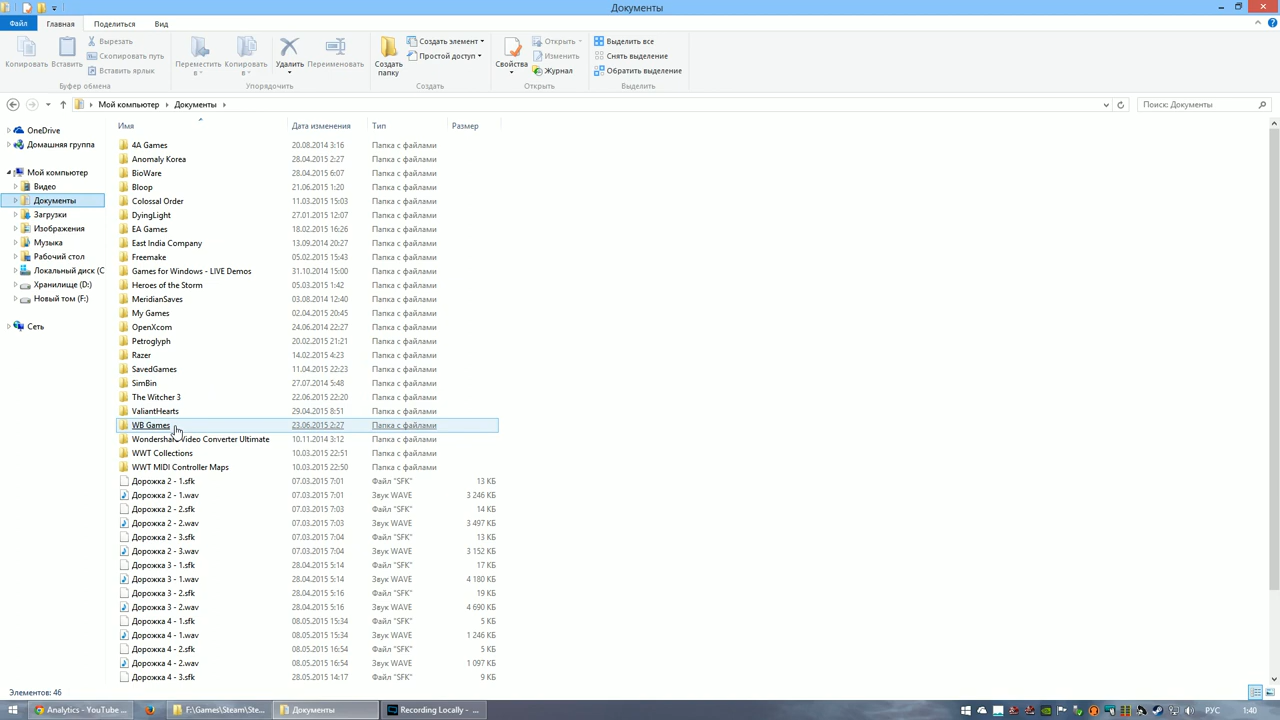 Документы
Файл Главная Поделиться Вид
Копировать Вставить Вырезать Скопировать путь Вставить ярлык
Буфер обмена
Переместить в Копировать в Удалить Переименовать
Упорядочить
Создать папку Создать элемент Простой доступ
Создать
Свойства Открыть Изменить Журнал
Открыть
Выделить все Снять выделение Обратить выделение
Выделить
Мой компьютер Документы Поиск: Документы
OneDrive
Домашняя группа
Мой компьютер
Видео
Документы
Загрузки
Изображения
Музыка
Рабочий стол
Локальный диск (C
Хранилище (D:)
Новый том (F:)
Сеть
Имя Дата изменения Тип Размер
4A Games 20.08.2014 3:16 Папка с файлами
Anomaly Korea 28.04.2015 2:27 Папка с файлами
BioWare 28.04.2015 6:07 Папка с файлами
Bloop 21.06.2015 1:20 Папка с файлами
Colossal Order 11.03.2015 15:03 Папка с файлами
DyingLight 27.01.2015 12:07 Папка с файлами
EA Games 18.02.2015 16:26 Папка с файлами
East India Company 13.09.2014 20:27 Папка с файлами
Freemake 05.02.2015 15:43 Папка с файлами
Games for Windows - LIVE Demos 31.10.2014 15:00 Папка с файлами
Heroes of the Storm 05.03.2015 1:42 Папка с файлами
MeridianSaves 03.08.2014 12:40 Папка с файлами
My Games 02.04.2015 20:45 Папка с файлами
OpenXcom 24.06.2014 22:27 Папка с файлами
Petroglyph 20.02.2015 21:21 Папка с файлами
Razer 14.02.2015 4:23 Папка с файлами
SavedGames 11.04.2015 22:23 Папка с файлами
SimBin 27.07.2014 5:48 Папка с файлами
The Witcher 3 22.06.2015 22:20 Папка с файлами
ValiantHearts 29.04.2015 8:51 Папка с файлами
WB Games 23.06.2015 2:27 Папка с файлами
Wondershare Video Converter Ultimate 10.11.2014 3:12 Папка с файлами
WWT Collections 10.03.2015 22:51 Папка с файлами
WWT MIDI Controller Maps 10.03.2015 22:50 Папка с файлами
Дорожка 2 - 1.sfk 07.03.2015 7:01 Файл "SFK" 13 КБ
Дорожка 2 - 1.wav 07.03.2015 7:01 Звук WAVE 3 246 КБ
Дорожка 2 - 2.sfk 07.03.2015 7:03 Файл "SFK" 14 КБ
Дорожка 2 - 2.wav 07.03.2015 7:03 Звук WAVE 3 497 КБ
Дорожка 2 - 3.sfk 07.03.2015 7:04 Файл "SFK" 13 КБ
Дорожка 2 - 3.wav 07.03.2015 7:04 Звук WAVE 3 152 КБ
Дорожка 3 - 1.sfk 28.04.2015 5:14 Файл "SFK" 17 КБ
Дорожка 3 - 1.wav 28.04.2015 5:14 Звук WAVE 4 180 КБ
Дорожка 3 - 2.sfk 28.04.2015 5:16 Файл "SFK" 19 КБ
Дорожка 3 - 2.wav 28.04.2015 5:16 Звук WAVE 4 690 КБ
Дорожка 4 - 1.sfk 08.05.2015 15:34 Файл "SFK" 5 КБ
Дорожка 4 - 1.wav 08.05.2015 15:34 Звук WAVE 1 246 КБ
Дорожка 4 - 2.sfk 08.05.2015 16:54 Файл "SFK" 5 КБ
Дорожка 4 - 2.wav 08.05.2015 16:54 Звук WAVE 1 097 КБ
Дорожка 4 - 3.sfk 28.05.2015 14:17 Файл "SFK" 9 КБ
Элементов: 46
Analytics - YouTube ... F:\Games\Steam\Ste... Документы Recording Locally - ... РУС 1:40